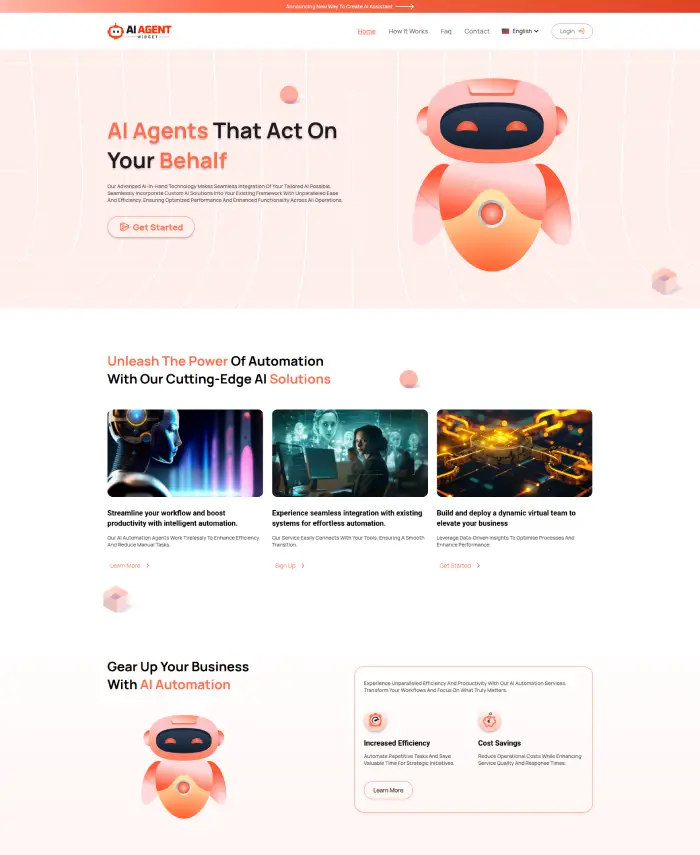 Announcing New Way To Create AI Assistant
AI AGENT
WIDGET
Home
How It Works
Faq
Contact
English
Login
AI Agents That Act On
Your Behalf
Our Advanced AI-In-Hand Technology Makes Seamless Integration Of Your Tailored AI Possible.
Seamlessly Incorporate Custom AI Solutions Into Your Existing Framework With Unparalleled Ease
And Efficiency, Ensuring Optimized Performance And Enhanced Functionality Across All Operations.
Get Started
Unleash The Power Of Automation
With Our Cutting-Edge AI Solutions
Streamline your workflow and boost
productivity with intelligent automation.
Our AI Automation Agents Work Tirelessly To Enhance Efficiency
And Reduce Manual Tasks.
Learn More
Experience seamless integration with existing
systems for effortless automation.
Our Service Easily Connects With Your Tools, Ensuring A Smooth
Transition.
Sign Up
Build and deploy a dynamic virtual team to
elevate your business
Leverage Data-Driven Insights To Optimise Processes And
Enhance Performance.
Get Started
Gear Up Your Business
With AI Automation
Experience Unparalleled Efficiency And Productivity With Our AI Automation Services.
Transform Your Workflows And Focus On What Truly Matters.
Increased Efficiency
Automate Repetitive Tasks And Save
Valuable Time For Strategic Initiatives.
Cost Savings
Reduce Operational Costs While Enhancing
Service Quality And Response Times.
Learn More